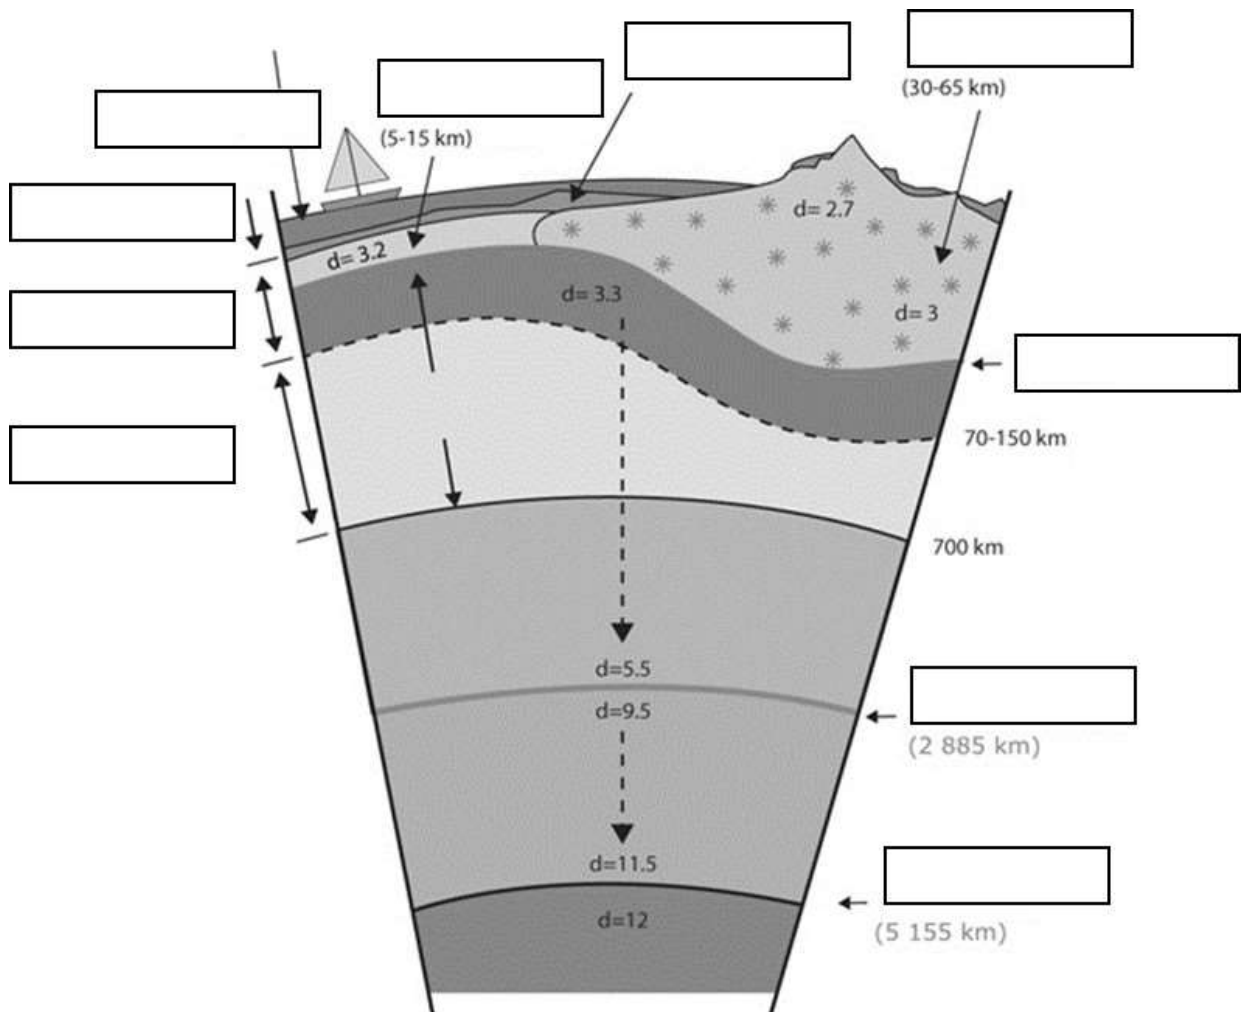 (30-65 km)
(5-15 km)
d= 2.7
d= 3.2
d= 3.3
d= 3
70-150 km
700 km
d=5.5
d=9.5
(2 885 km)
d=11.5
d=12
(5 155 km)